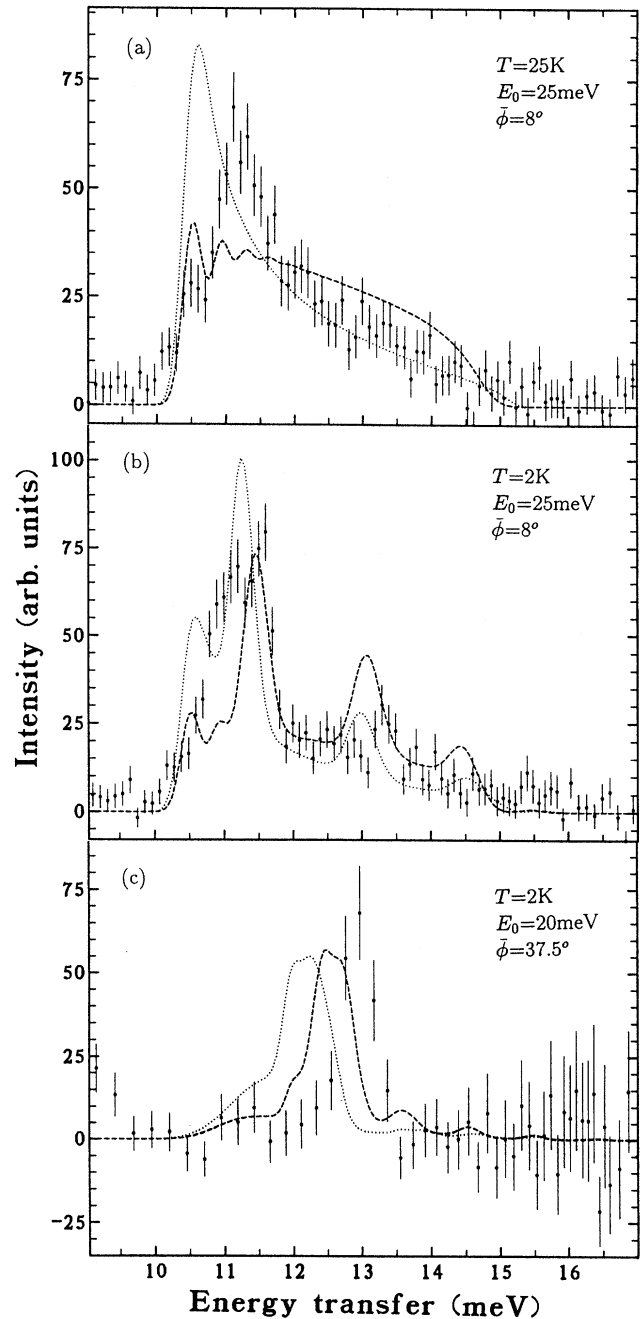 (a)
T=25K
E₀=25meV
ϕ̄=8°
75
50
25
0
(b)
T=2K
E₀=25meV
ϕ̄=8°
100
75
50
25
0
(c)
T=2K
E₀=20meV
ϕ̄=37.5°
75
50
25
0
−25
Intensity (arb. units)
10 11 12 13 14 15 16
Energy transfer (meV)